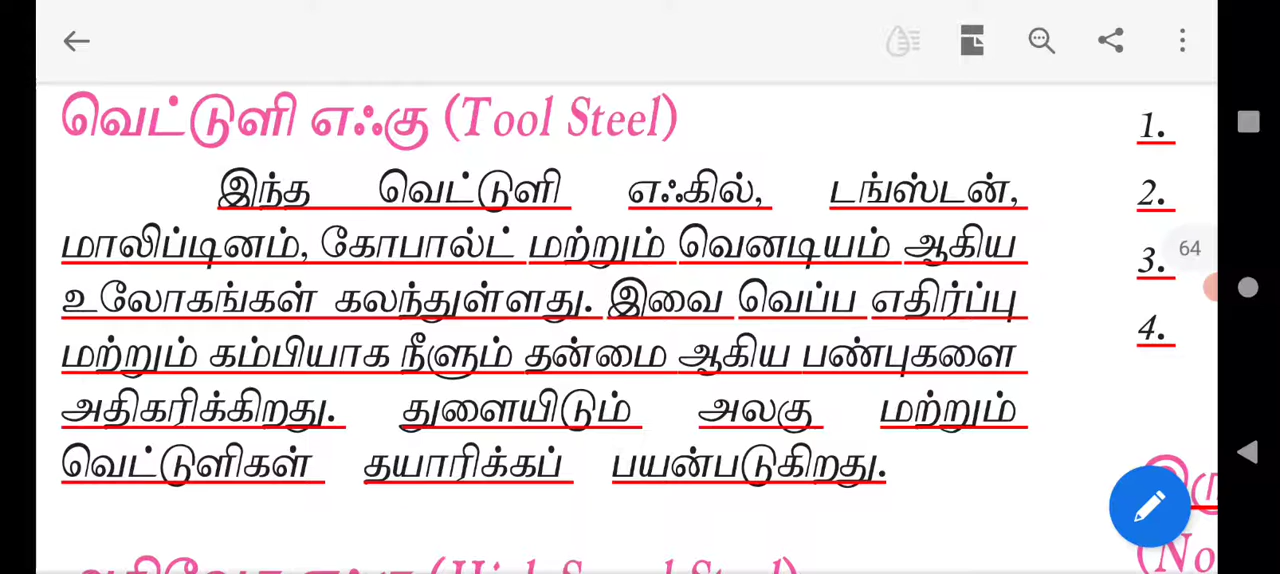 வெட்டுளி எஃகு (Tool Steel)
இந்த வெட்டுளி எஃகில், டங்ஸ்டன்,
மாலிப்டினம், கோபால்ட் மற்றும் வெனடியம் ஆகிய
உலோகங்கள் கலந்துள்ளது. இவை வெப்ப எதிர்ப்பு
மற்றும் கம்பியாக நீளும் தன்மை ஆகிய பண்புகளை
அதிகரிக்கிறது. துளையிடும் அலகு மற்றும்
வெட்டுளிகள் தயாரிக்கப் பயன்படுகிறது.
1.
2.
3.
64
4.
(No